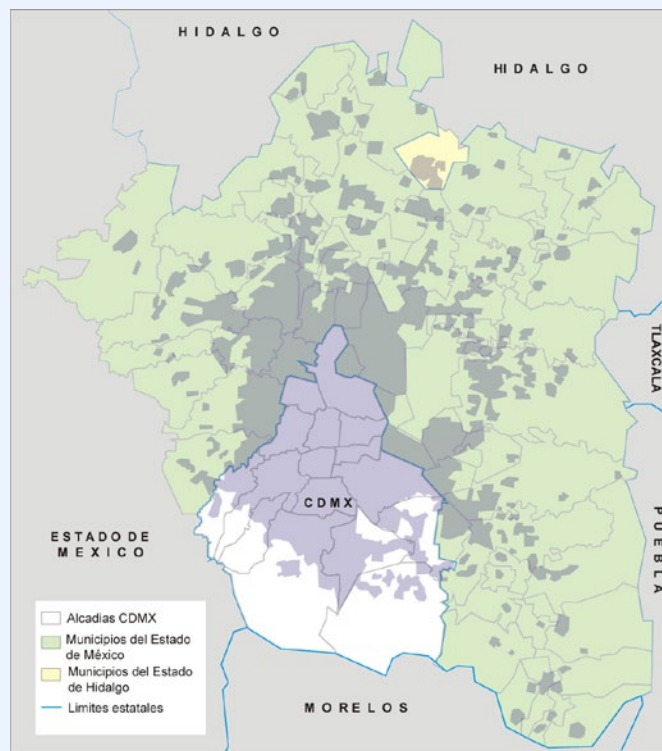 HIDALGO
HIDALGO
TLAXCALA
CDMX
ESTADO DE
MEXICO
PUEBLA
Alcadias CDMX
Municipios del Estado
de México
Municipios del Estado
de Hidalgo
Limites estatales
MORELOS